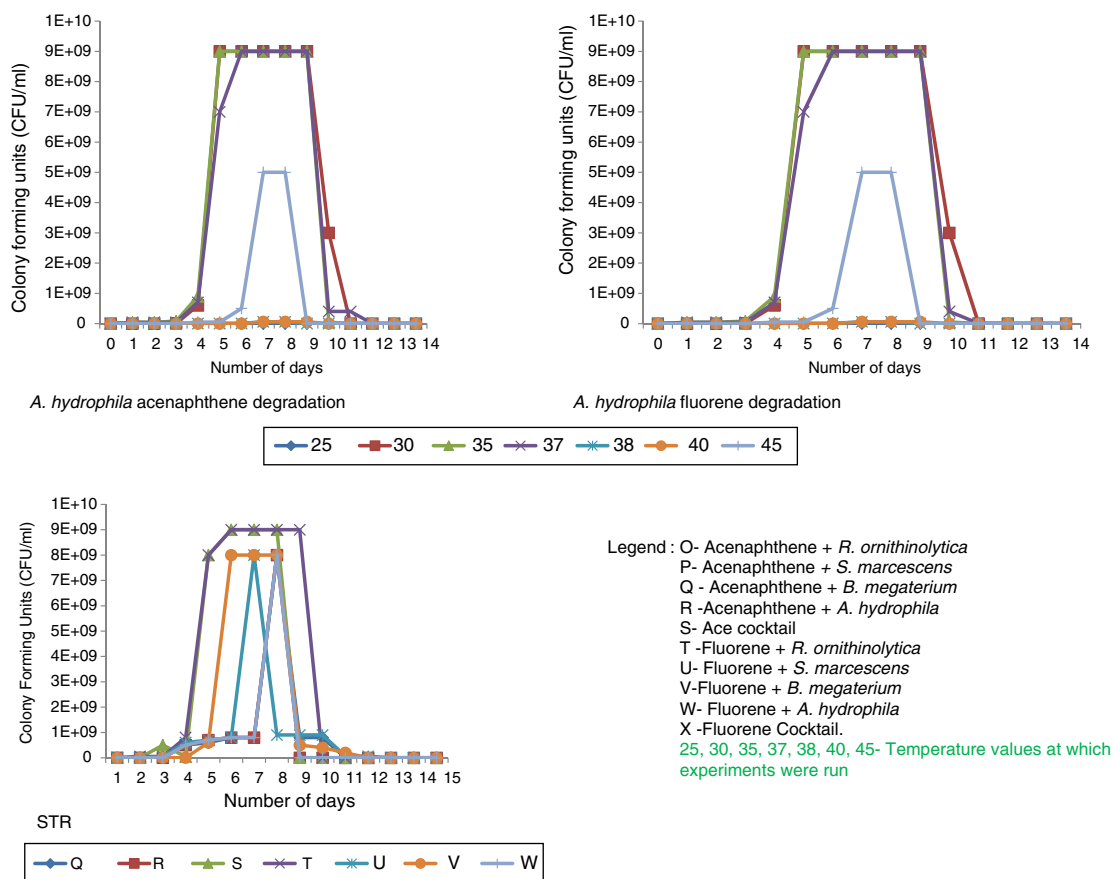 Colony forming units (CFU/ml)
1E+10
9E+09
8E+09
7E+09
6E+09
5E+09
4E+09
3E+09
2E+09
1E+09
0
0 1 2 3 3 4 5 6 7 8 9 10 11 12 13 14
Number of days
A. hydrophila acenaphthene degradation
Colony forming units (CFU/ml)
1E+10
9E+09
8E+09
7E+09
6E+09
5E+09
4E+09
3E+09
2E+09
1E+09
0
0 1 2 3 4 5 6 7 8 9 10 11 12 13 14
Number of days
A. hydrophila fluorene degradation
25 30 35 37 38 40 45
Colony Forming Units (CFU/ml)
1E+10
9E+09
8E+09
7E+09
6E+09
5E+09
4E+09
3E+09
2E+09
1E+09
0
1 2 3 4 5 6 7 8 9 10 11 12 13 14 15
Number of days
STR
Q R S T U V W
Legend : O- Acenaphthene + R. ornithinolytica
P- Acenaphthene + S. marcescens
Q - Acenaphthene + B. megaterium
R -Acenaphthene + A. hydrophila
S- Ace cocktail
T -Fluorene + R. ornithinolytica
U- Fluorene + S. marcescens
V-Fluorene + B. megaterium
W- Fluorene + A. hydrophila
X -Fluorene Cocktail.
25, 30, 35, 37, 38, 40, 45- Temperature values at which
experiments were run